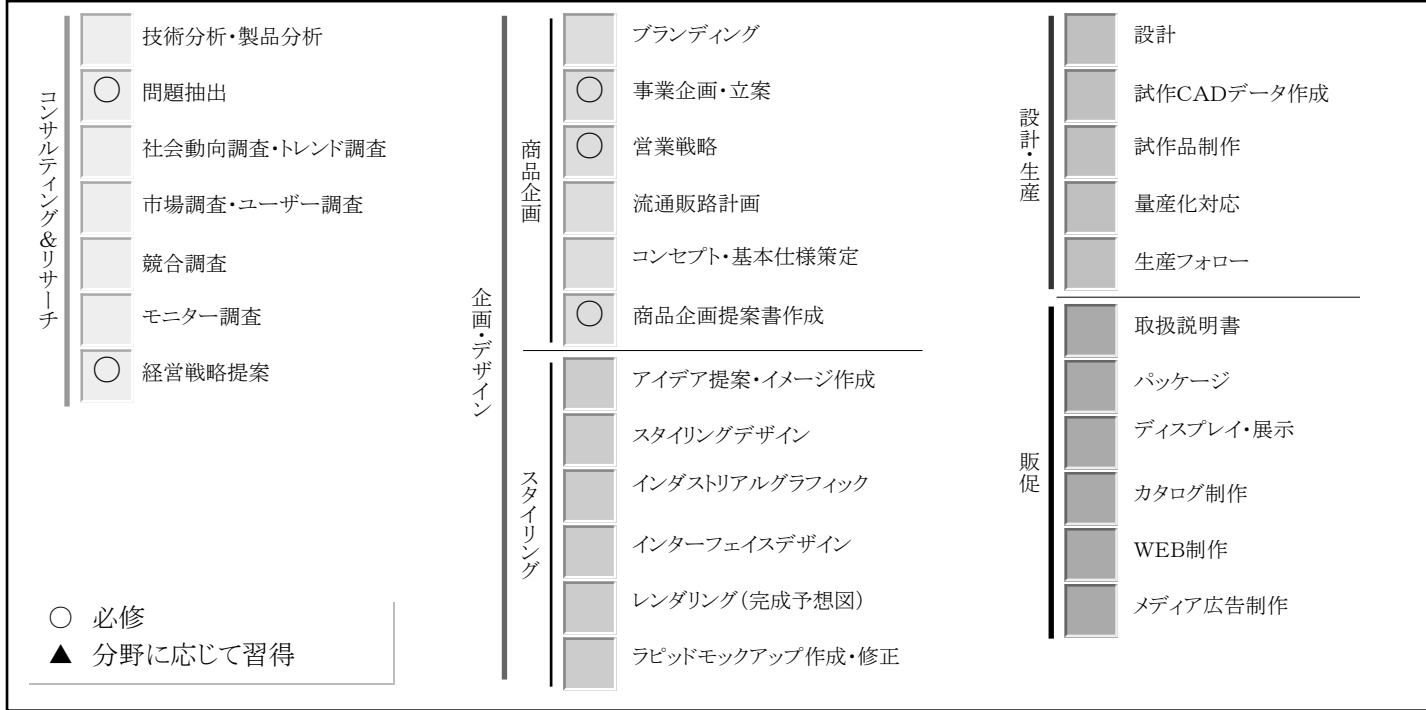 コンサルティング&リサーチ
技術分析・製品分析
○ 問題抽出
社会動向調査・トレンド調査
市場調査・ユーザー調査
競合調査
モニター調査
○ 経営戦略提案
企画・デザイン
商品企画
ブランディング
○ 事業企画・立案
○ 営業戦略
流通販路計画
コンセプト・基本仕様策定
○ 商品企画提案書作成
スタイリング
アイデア提案・イメージ作成
スタイリングデザイン
インダストリアルグラフィック
インターフェイスデザイン
レンダリング(完成予想図)
ラピッドモックアップ作成・修正
設計・生産
設計
試作CADデータ作成
試作品制作
量産化対応
生産フォロー
販促
取扱説明書
パッケージ
ディスプレイ・展示
カタログ制作
WEB制作
メディア広告制作
○ 必修
▲ 分野に応じて習得